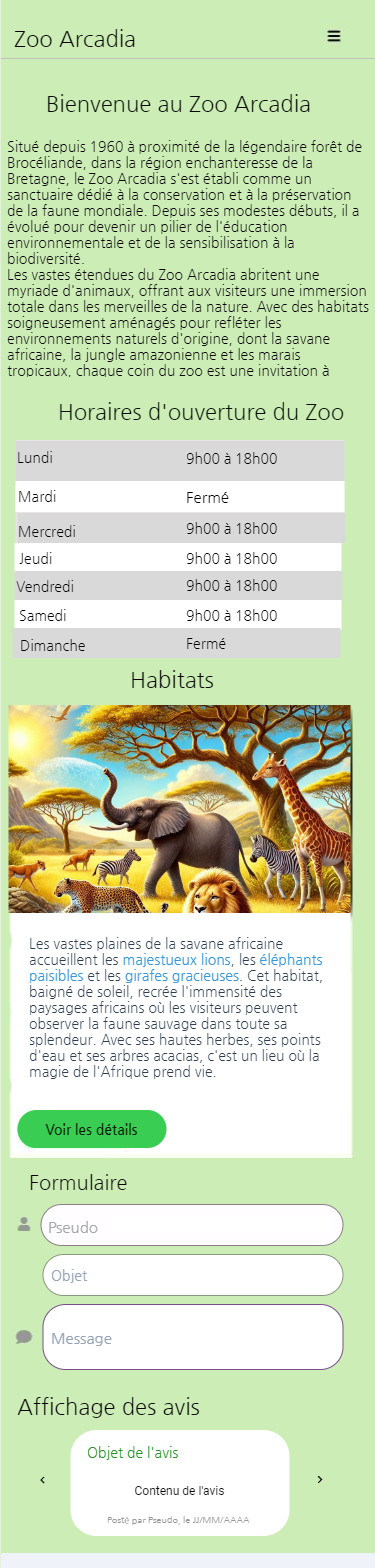 Zoo Arcadia
Bienvenue au Zoo Arcadia
Situé depuis 1960 à proximité de la légendaire forêt de
Brocéliande, dans la région enchanteresse de la
Bretagne, le Zoo Arcadia s'est établi comme un
sanctuaire dédié à la conservation et à la préservation
de la faune mondiale. Depuis ses modestes débuts, il a
évolué pour devenir un pilier de l'éducation
environnementale et de la sensibilisation à la
biodiversité.
Les vastes étendues du Zoo Arcadia abritent une
myriade d'animaux, offrant aux visiteurs une immersion
totale dans les merveilles de la nature. Avec des habitats
soigneusement aménagés pour refléter les
environnements naturels d'origine, dont la savane
africaine, la jungle amazonienne et les marais
tropicaux, chaque coin du zoo est une invitation à
Horaires d'ouverture du Zoo
Lundi 9h00 à 18h00
Mardi Fermé
Mercredi 9h00 à 18h00
Jeudi 9h00 à 18h00
Vendredi 9h00 à 18h00
Samedi 9h00 à 18h00
Dimanche Fermé
Habitats
Les vastes plaines de la savane africaine
accueillent les majestueux lions, les éléphants
paisibles et les girafes gracieuses. Cet habitat,
baigné de soleil, recrée l'immensité des
paysages africains où les visiteurs peuvent
observer la faune sauvage dans toute sa
splendeur. Avec ses hautes herbes, ses points
d'eau et ses arbres acacias, c'est un lieu où la
magie de l'Afrique prend vie.
Voir les détails
Formulaire
Pseudo
Objet
Message
Affichage des avis
Objet de l'avis
Contenu de l'avis
Posté par Pseudo, le JJ/MM/AAAA